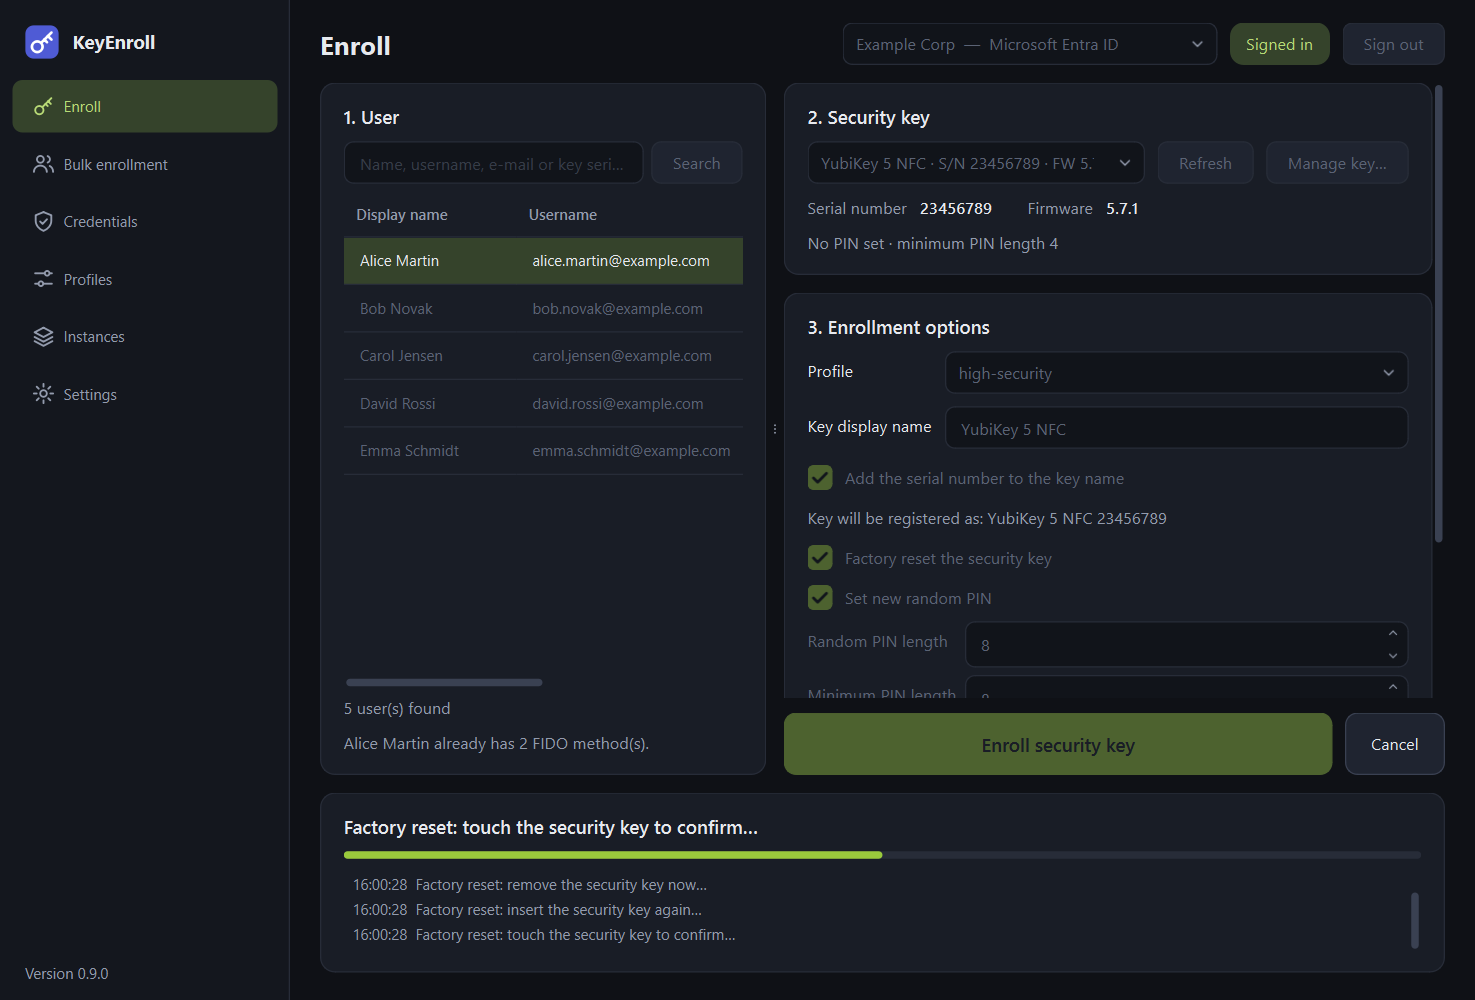 KeyEnroll
Enroll
Bulk enrollment
Credentials
Profiles
Instances
Settings
Version 0.9.0
Enroll
Example Corp — Microsoft Entra ID
Signed in
Sign out
1. User
Name, username, e-mail or key seri...
Search
Display name Username
Alice Martin alice.martin@example.com
Bob Novak bob.novak@example.com
Carol Jensen carol.jensen@example.com
David Rossi david.rossi@example.com
Emma Schmidt emma.schmidt@example.com
5 user(s) found
Alice Martin already has 2 FIDO method(s).
2. Security key
YubiKey 5 NFC · S/N 23456789 · FW 5.
Refresh
Manage key...
Serial number 23456789 Firmware 5.7.1
No PIN set · minimum PIN length 4
3. Enrollment options
Profile high-security
Key display name YubiKey 5 NFC
Add the serial number to the key name
Key will be registered as: YubiKey 5 NFC 23456789
Factory reset the security key
Set new random PIN
Random PIN length 8
Minimum PIN length
Enroll security key
Cancel
Factory reset: touch the security key to confirm...
16:00:28 Factory reset: remove the security key now...
16:00:28 Factory reset: insert the security key again...
16:00:28 Factory reset: touch the security key to confirm...